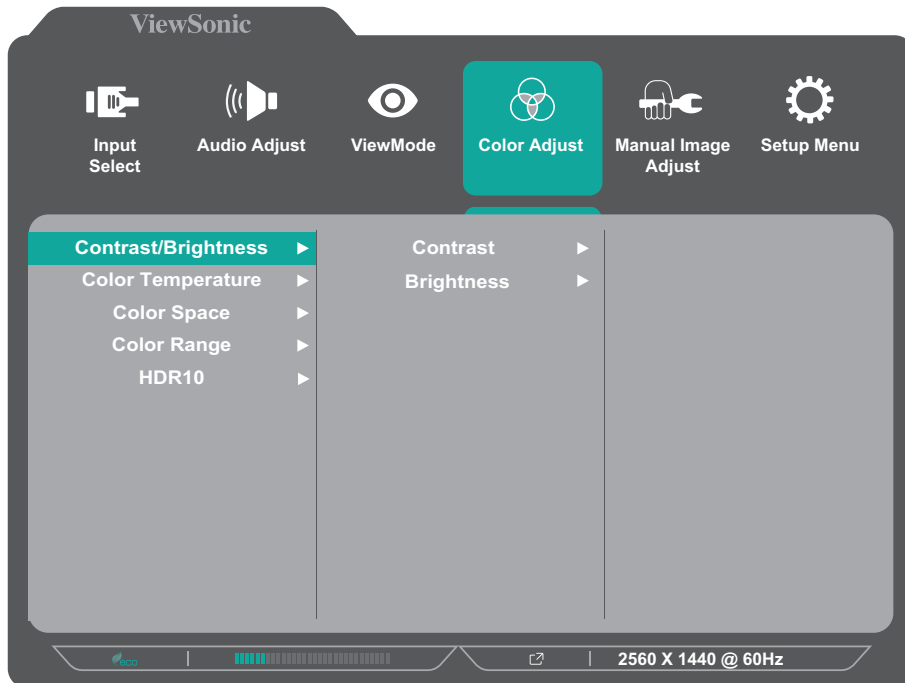 ViewSonic
Input
Select
Audio Adjust
ViewMode
Color Adjust
Manual Image
Adjust
Setup Menu
Contrast/Brightness
Color Temperature
Color Space
Color Range
HDR10
Contrast
Brightness
eco
2560 X 1440 @ 60Hz